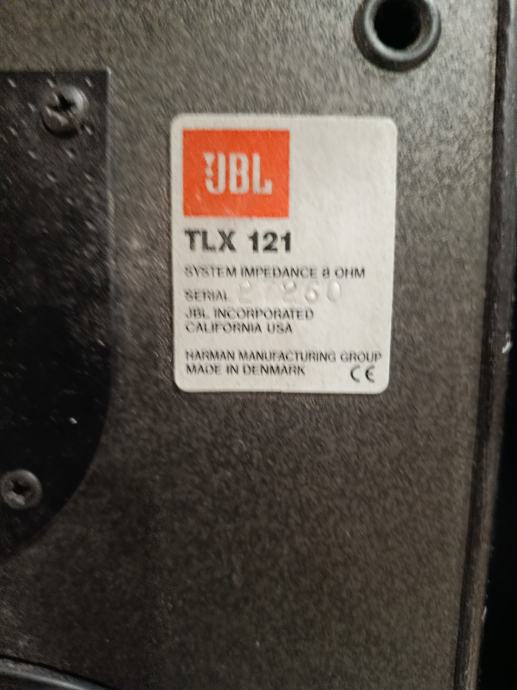 JBL
TLX 121
SYSTEM IMPEDANCE 8 OHM
SERIAL 27260
JBL INCORPORATED
CALIFORNIA USA
HARMAN MANUFACTURING GROUP
MADE IN DENMARK CE